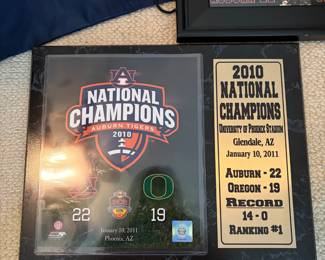 NATIONAL
CHAMPIONS
AUBURN TIGERS
2010
22
19
January 10, 2011
Phoenix, AZ
2010
NATIONAL
CHAMPIONS
UNIVERSITY OF PHOENIX STADIUM
Glendale, AZ
January 10, 2011
AUBURN - 22
OREGON - 19
RECORD
14 - 0
RANKING #1